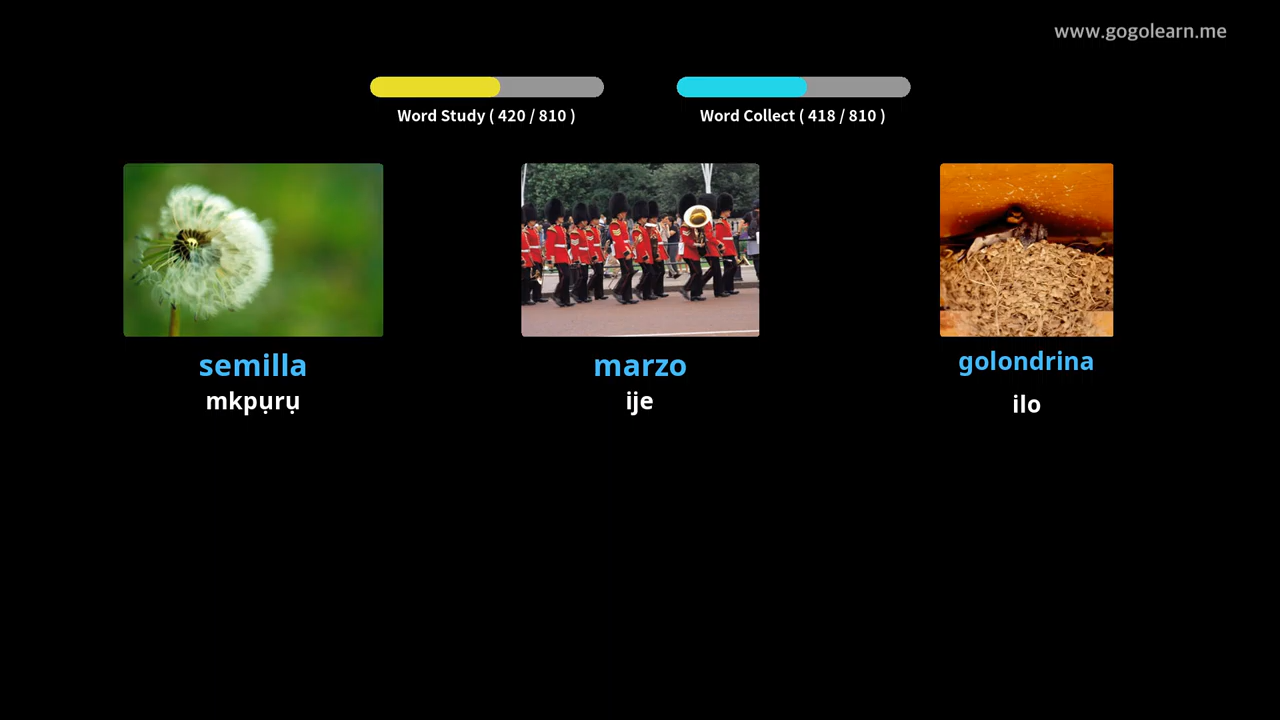 www.gogolearn.me
Word Study ( 420 / 810 )
Word Collect ( 418 / 810 )
semilla
mkpụrụ
marzo
ije
golondrina
ilo